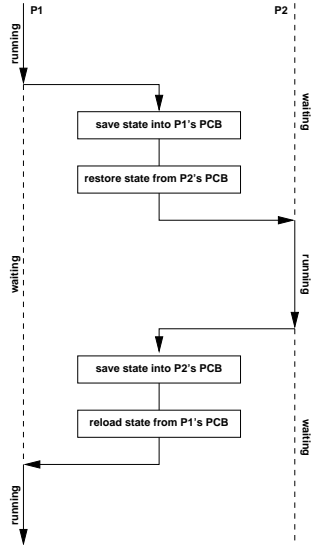 P1
P2
running
waiting
save state into P1's PCB
restore state from P2's PCB
waiting
running
save state into P2's PCB
reload state from P1's PCB
waiting
running